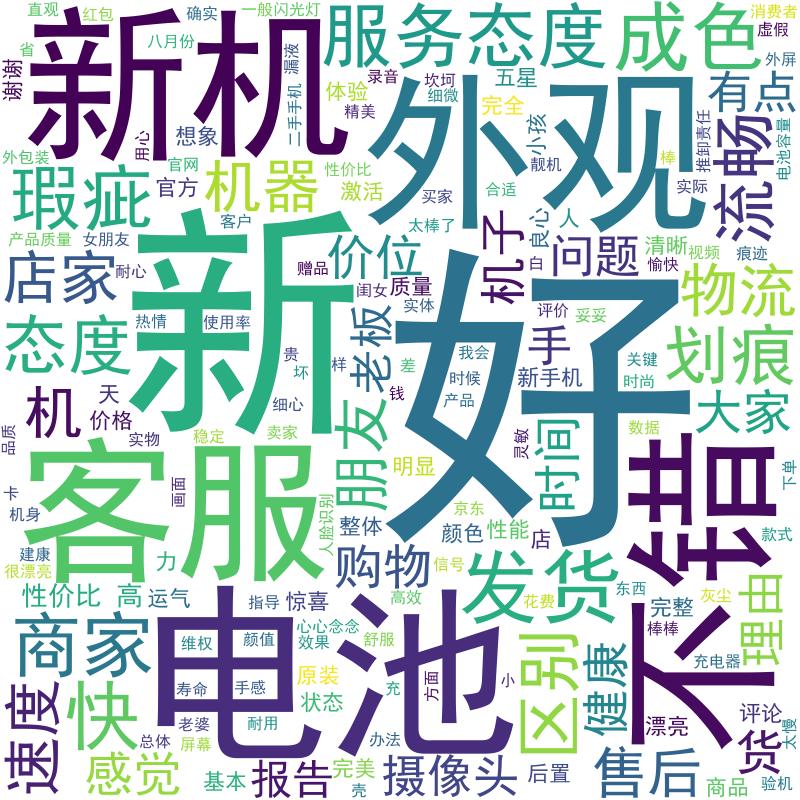 直观
红包
确实
一般闪光灯
消费者
虚假
服务态度
成色
新机
省
八月份
谢谢
漏液
二手手机
录音
坎坷
细微
五星
外屏
体验
精美
完全
有点
小孩
推卸责任
电池容量
外观
用心
想象
外包装
官网
官方
性价比
激活
买家
合适
靓机
棒
实际
流畅
瑕疵
机器
客户
太棒了
良心
人
产品质量
女朋友
新
价位
机子
白
问题
清晰
视频
愉快
痕迹
店家
耐心
赠品
闺女
质量
物流
态度
热情
使用率
实体
老板
好
评价
妥妥
手
划痕
贵
坏
样
差
我会
时候
产品
新手机
关键
时尚
机
天
价格
细心
钱
大家
品质
实物
稳定
卖家
朋友
明显
灵敏
时间
数据
不错
客服
画面
人脸识别
卡
机身
下单
京东
整体
颜色
性能
店
款式
建康
很漂亮
力
购物
信号
发货
性价比
高
运气
指导
惊喜
高效
花费
东西
完整
灰尘
理由
商家
电池
维权
颜值
心心念念
效果
舒服
区别
健康
棒棒
充电器
速度
快
寿命
手感
原装
状态
充
方面
小
老婆
耐用
漂亮
评论
货
太慢
总体
屏幕
办法
感觉
基本
报告
完美
壳
摄像头
后置
售后
商品
验机